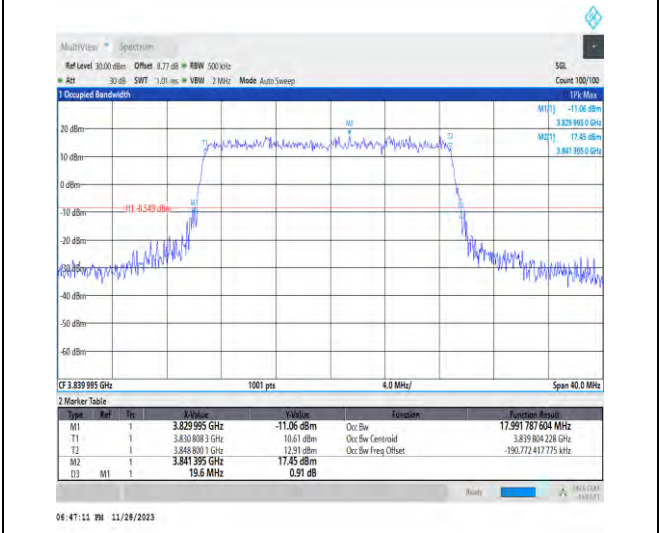 MultiView Spectrum
Ref Level 30.00 dBm Offset 8.77 dB RBW 500 kHz SGL
Att 30 dB SWT 1.01 ms VBW 2 MHz Mode Auto Sweep Count 100/100
1 Occupied Bandwidth 1Pk Max
M1[1] -11.06 dBm
3.829 995 0 GHz
M2[1] 17.45 dBm
3.841 395 0 GHz
M2
20 dBm
T1 T2
10 dBm
0 dBm
H1 -8.549 dBm
M1
-10 dBm
-20 dBm
-30 dBm
-40 dBm
-50 dBm
-60 dBm
CF 3.839 995 GHz 1001 pts 4.0 MHz/ Span 40.0 MHz
2 Marker Table
Type Ref Trc X-Value Y-Value Function Function Result
M1 1 3.829 995 GHz -11.06 dBm Occ Bw 17.991 787 604 MHz
T1 1 3.830 808 3 GHz 10.61 dBm Occ Bw Centroid 3.839 804 228 GHz
T2 1 3.848 800 1 GHz 12.91 dBm Occ Bw Freq Offset -190.772 417 775 kHz
M2 1 3.841 395 GHz 17.45 dBm
D3 M1 1 19.6 MHz 0.91 dB
Ready
06:47:11 PM 11/28/2023